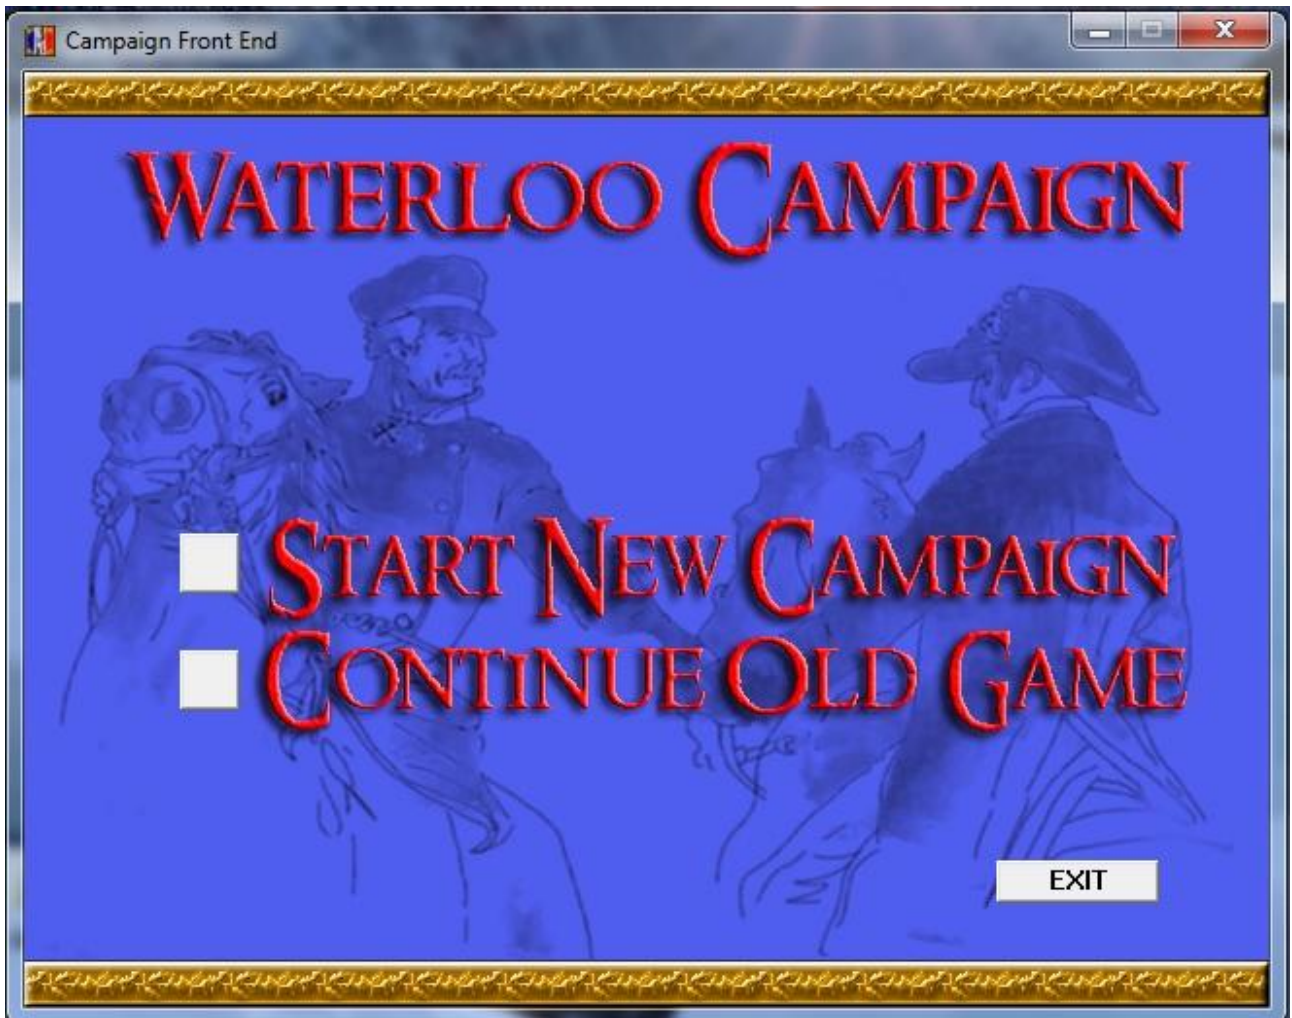 Campaign Front End
WATERLOO CAMPAIGN
START NEW CAMPAIGN
CONTINUE OLD GAME
EXIT